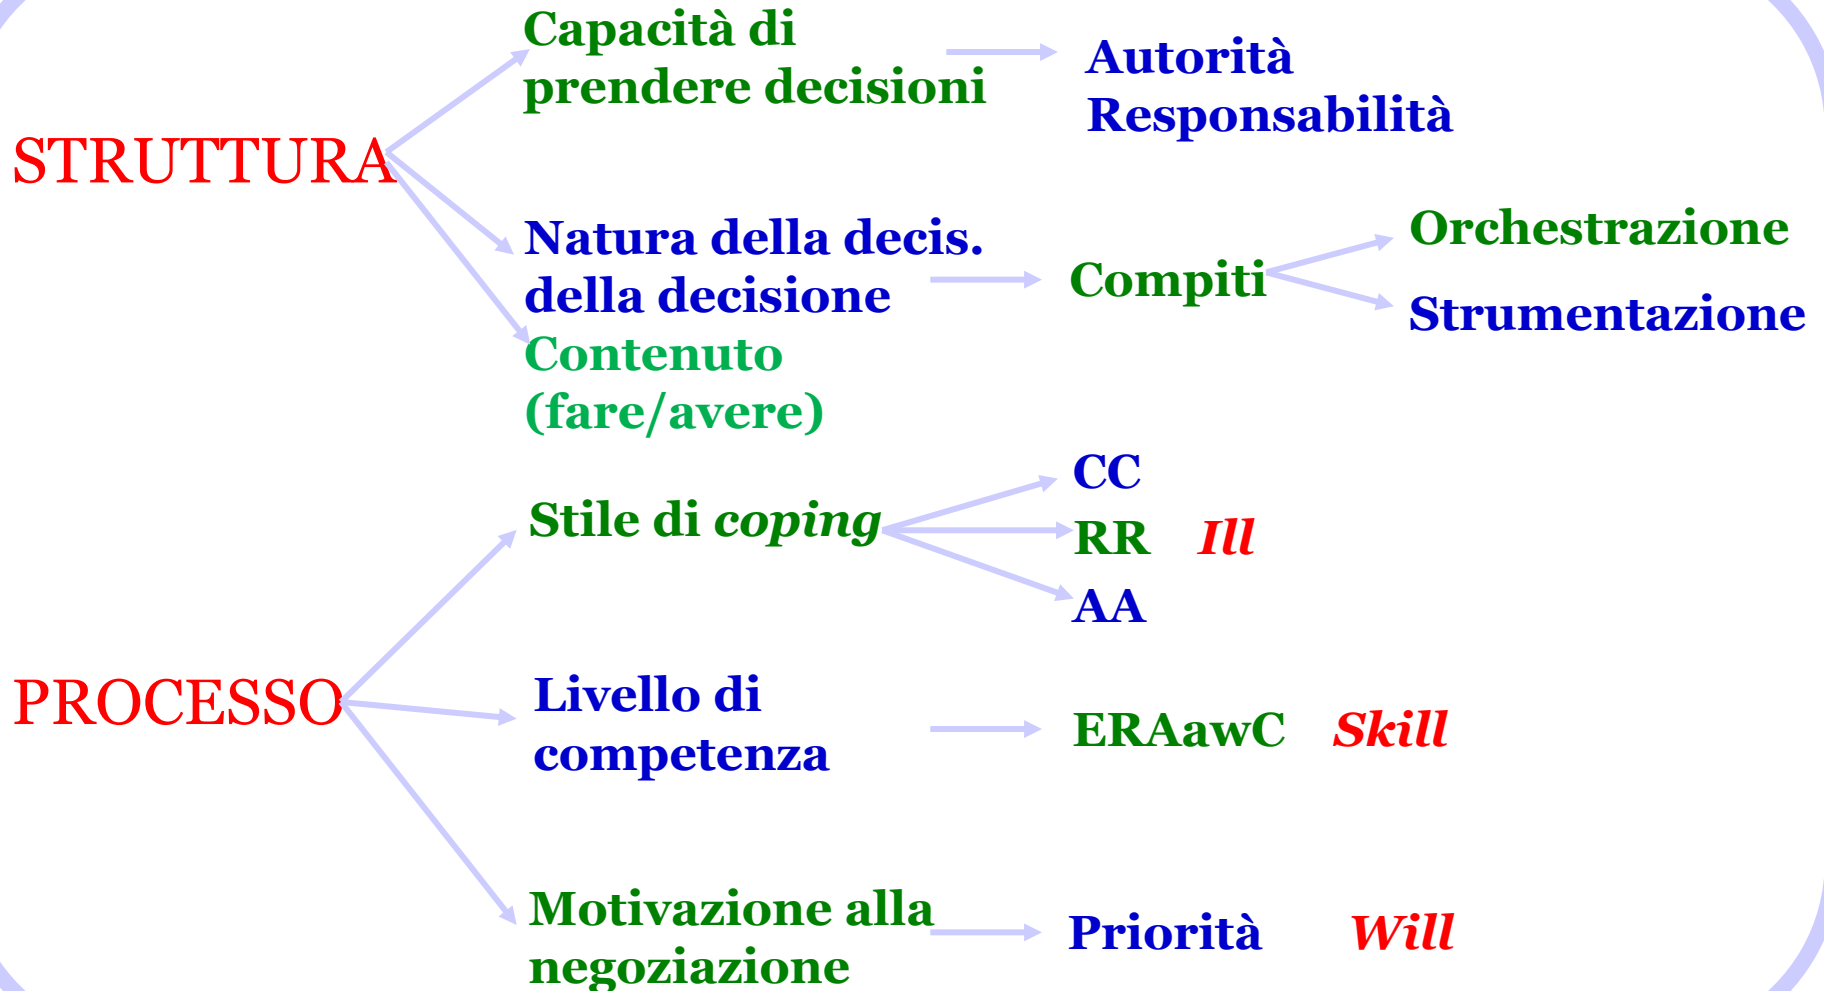 Capacità di
prendere decisioni
Autorità
Responsabilità
STRUTTURA
Natura della decis.
della decisione
Contenuto
(fare/avere)
Compiti
Orchestrazione
Strumentazione
Stile di coping
CC
RR Ill
AA
PROCESSO
Livello di
competenza
ERAawC Skill
Motivazione alla
negoziazione
Priorità Will